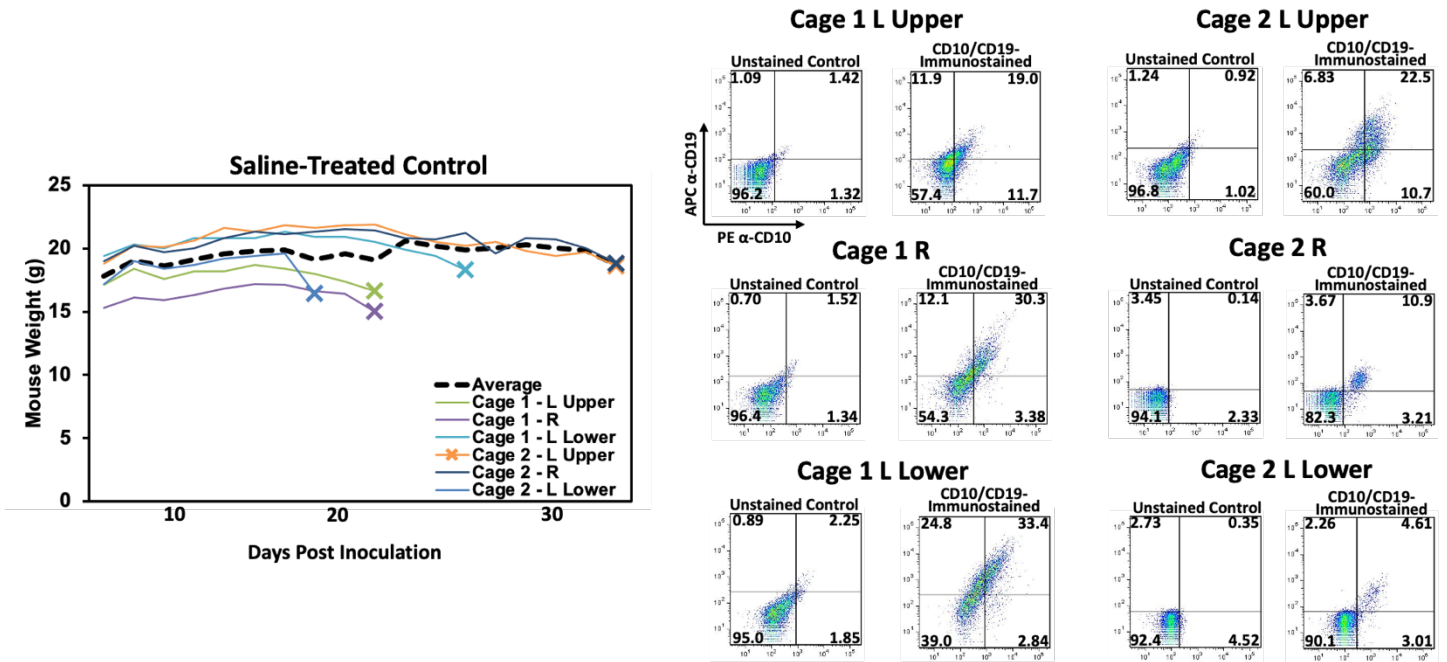 Saline-Treated Control
25
20
15
10
5
0
Mouse Weight (g)
Average
Cage 1 - L Upper
Cage 1 - R
Cage 1 - L Lower
Cage 2 - L Upper
Cage 2 - R
Cage 2 - L Lower
10 20 30
Days Post Inoculation
Cage 1 L Upper
Unstained Control
1.09 1.42
96.2 1.32
CD10/CD19-
Immunostained
11.9 19.0
57.4 11.7
APC α-CD19
PE α-CD10
Cage 2 L Upper
Unstained Control
1.24 0.92
96.8 1.02
CD10/CD19-
Immunostained
6.83 22.5
60.0 10.7
Cage 1 R
Unstained Control
0.70 1.52
96.4 1.34
CD10/CD19-
Immunostained
12.1 30.3
54.3 3.38
Cage 2 R
Unstained Control
3.45 0.14
94.1 2.33
CD10/CD19-
Immunostained
3.67 10.9
82.3 3.21
Cage 1 L Lower
Unstained Control
0.89 2.25
95.0 1.85
CD10/CD19-
Immunostained
24.8 33.4
39.0 2.84
Cage 2 L Lower
Unstained Control
2.73 0.35
92.4 4.52
CD10/CD19-
Immunostained
2.26 4.61
90.1 3.01